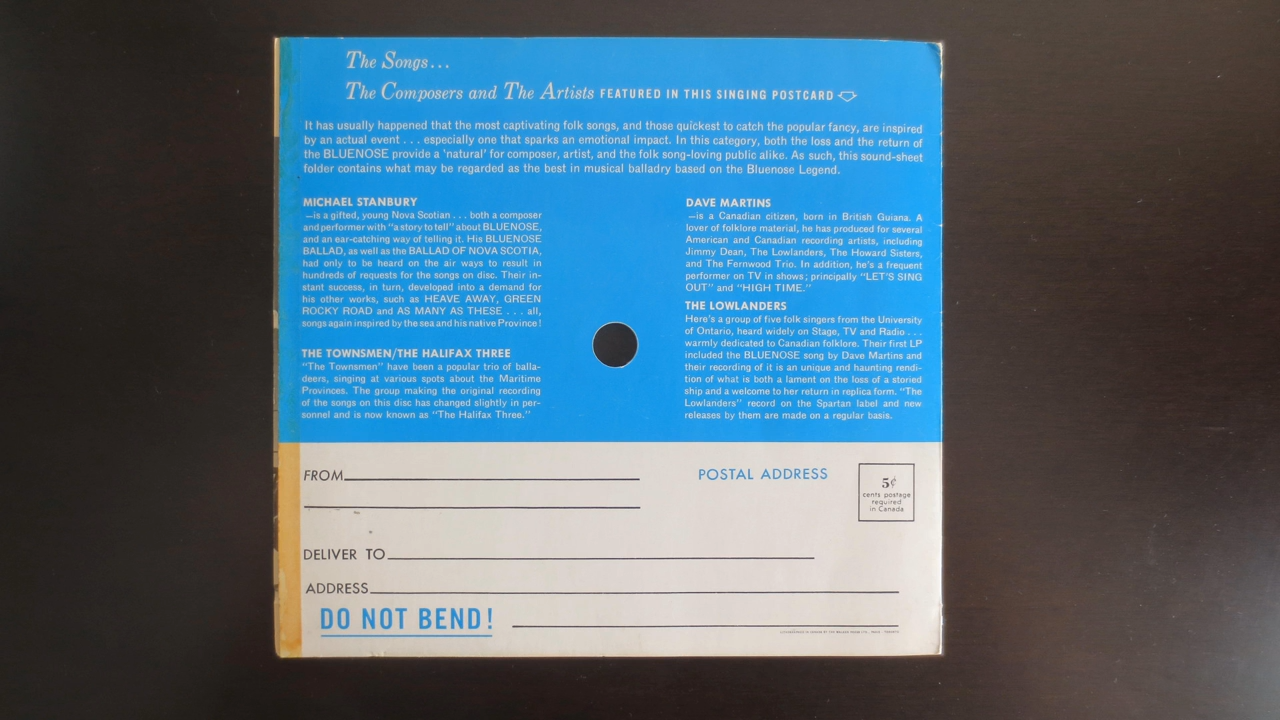 The Songs...
The Composers and The Artists FEATURED IN THIS SINGING POSTCARD
It has usually happened that the most captivating folk songs, and those quickest to catch the popular fancy, are inspired
by an actual event . . . especially one that sparks an emotional impact. In this category, both the loss and the return of
the BLUENOSE provide a 'natural' for composer, artist, and the folk song-loving public alike. As such, this sound-sheet
folder contains what may be regarded as the best in musical balladry based on the Bluenose Legend.
MICHAEL STANBURY
—is a gifted, young Nova Scotian . . . both a composer
and performer with "a story to tell" about BLUENOSE,
and an ear-catching way of telling it. His BLUENOSE
BALLAD, as well as the BALLAD OF NOVA SCOTIA,
had only to be heard on the air ways to result in
hundreds of requests for the songs on disc. Their in-
stant success, in turn, developed into a demand for
his other works, such as HEAVE AWAY, GREEN
ROCKY ROAD and AS MANY AS THESE . . . all,
songs again inspired by the sea and his native Province!
THE TOWNSMEN/THE HALIFAX THREE
"The Townsmen" have been a popular trio of balla-
deers, singing at various spots about the Maritime
Provinces. The group making the original recording
of the songs on this disc has changed slightly in per-
sonnel and is now known as "The Halifax Three."
DAVE MARTINS
—is a Canadian citizen, born in British Guiana. A
lover of folklore material, he has produced for several
American and Canadian recording artists, including
Jimmy Dean, The Lowlanders, The Howard Sisters,
and The Fernwood Trio. In addition, he's a frequent
performer on TV in shows; principally "LET'S SING
OUT" and "HIGH TIME."
THE LOWLANDERS
Here's a group of five folk singers from the University
of Ontario, heard widely on Stage, TV and Radio . . .
warmly dedicated to Canadian folklore. Their first LP
included the BLUENOSE song by Dave Martins and
their recording of it is an unique and haunting rendi-
tion of what is both a lament on the loss of a storied
ship and a welcome to her return in replica form. "The
Lowlanders" record on the Spartan label and new
releases by them are made on a regular basis.
FROM
POSTAL ADDRESS
5¢
cents postage
required
in Canada
DELIVER TO
ADDRESS
DO NOT BEND!